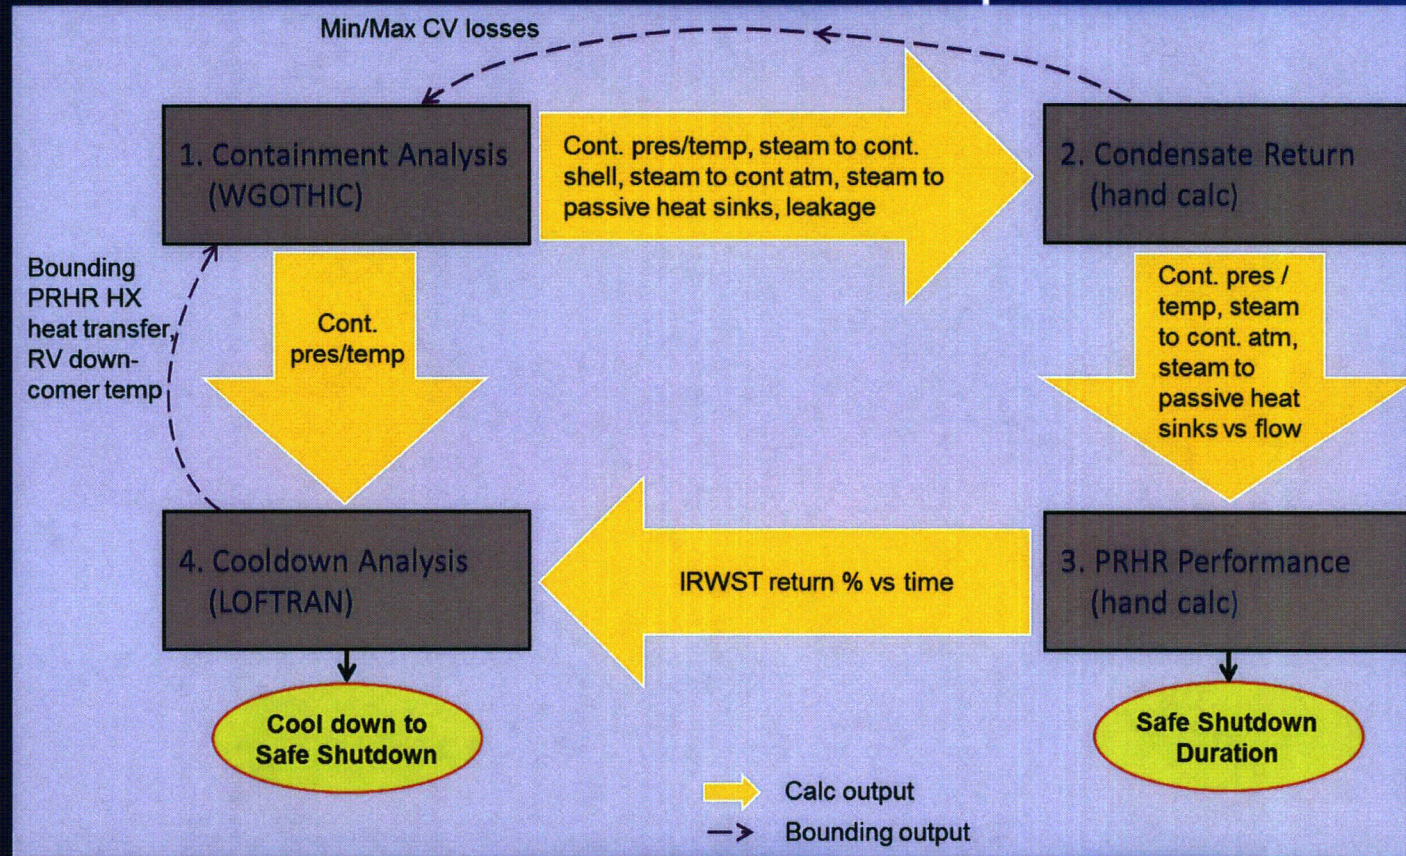 Min/Max CV losses
1. Containment Analysis
(WGOTHIC)
Cont. pres/temp, steam to cont.
shell, steam to cont atm, steam to
passive heat sinks, leakage
2. Condensate Return
(hand calc)
Bounding
PRHR HX
heat transfer,
RV down-
comer temp
Cont.
pres/temp
Cont. pres /
temp, steam
to cont. atm,
steam to
passive heat
sinks vs flow
4. Cooldown Analysis
(LOFTRAN)
IRWST return % vs time
3. PRHR Performance
(hand calc)
Cool down to
Safe Shutdown
Safe Shutdown
Duration
Calc output
Bounding output